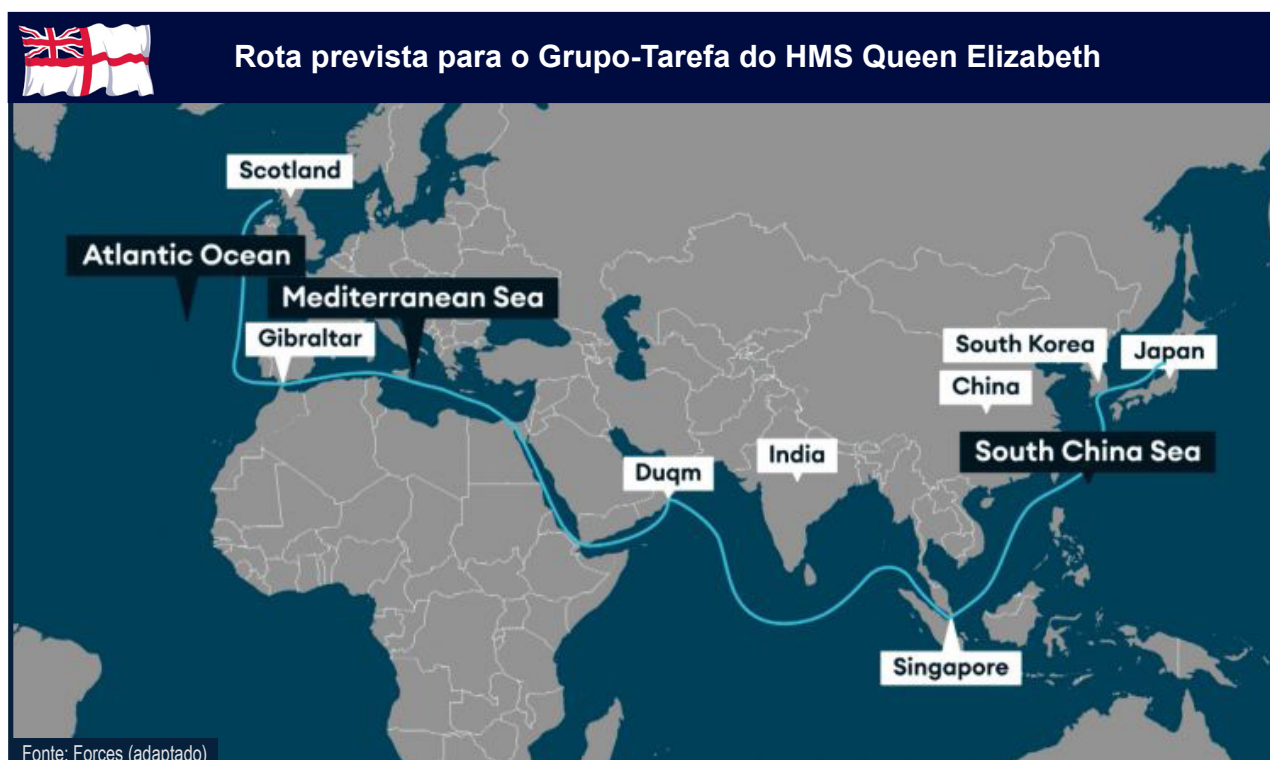 Rota prevista para o Grupo-Tarefa do HMS Queen Elizabeth
Scotland
Atlantic Ocean
Mediterranean Sea
Gibraltar
South Korea
Japan
China
South China Sea
India
Duqm
Singapore
Fonte: Forces (adaptado)